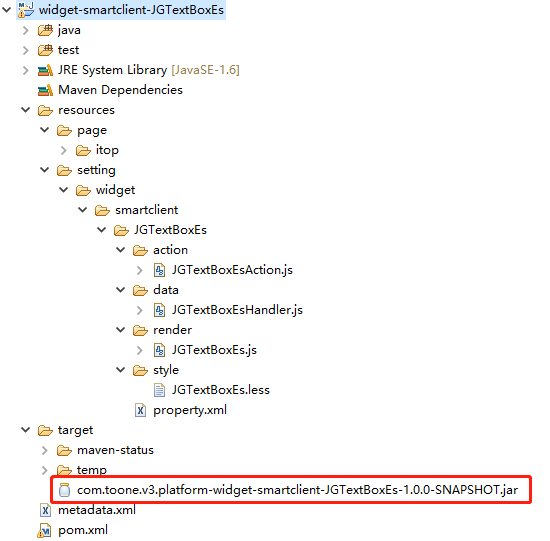 widget-smartclient-JGTextBoxEs
java
test
JRE System Library [JavaSE-1.6]
Maven Dependencies
resources
page
itop
setting
widget
smartclient
JGTextBoxEs
action
JGTextBoxEsAction.js
data
JGTextBoxEsHandler.js
render
JGTextBoxEs.js
style
JGTextBoxEs.less
property.xml
target
maven-status
temp
com.toone.v3.platform-widget-smartclient-JGTextBoxEs-1.0.0-SNAPSHOT.jar
metadata.xml
pom.xml